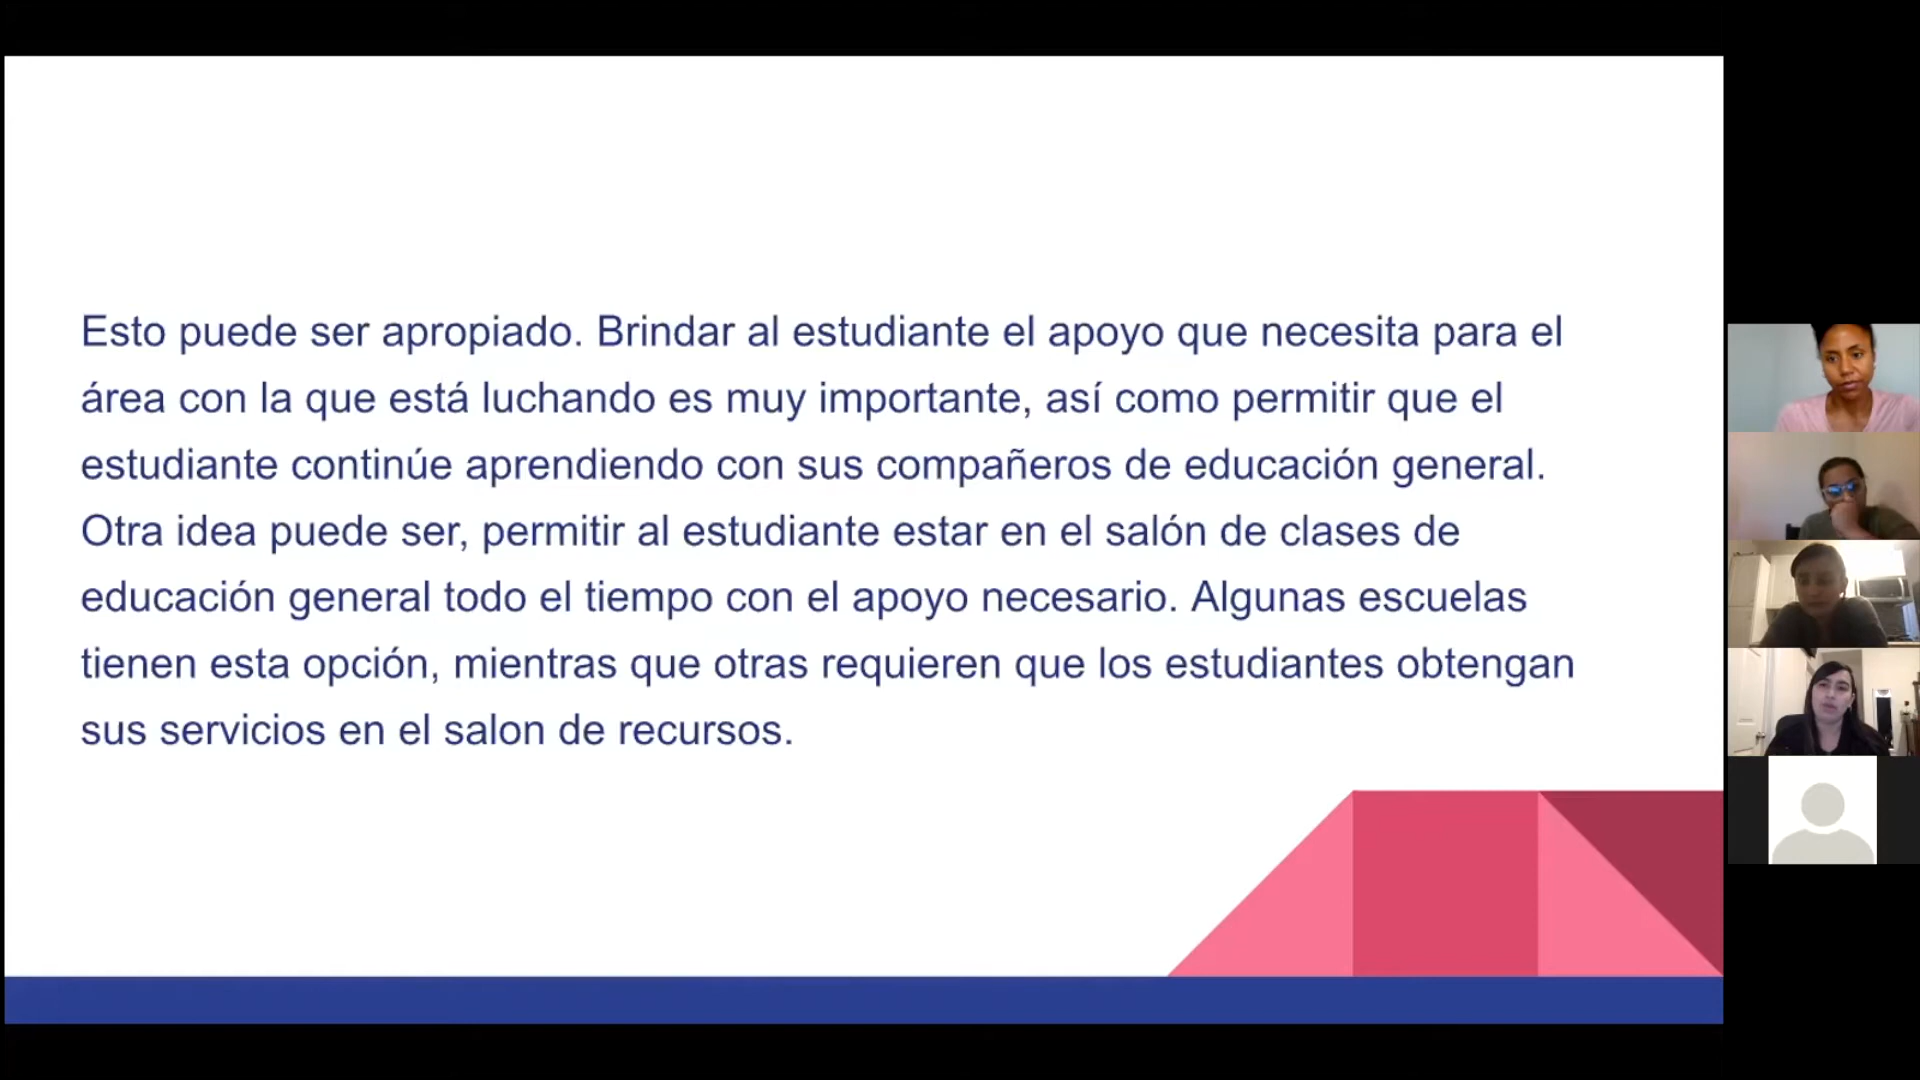 Esto puede ser apropiado. Brindar al estudiante el apoyo que necesita para el
área con la que está luchando es muy importante, así como permitir que el
estudiante continúe aprendiendo con sus compañeros de educación general.
Otra idea puede ser, permitir al estudiante estar en el salón de clases de
educación general todo el tiempo con el apoyo necesario. Algunas escuelas
tienen esta opción, mientras que otras requieren que los estudiantes obtengan
sus servicios en el salon de recursos.